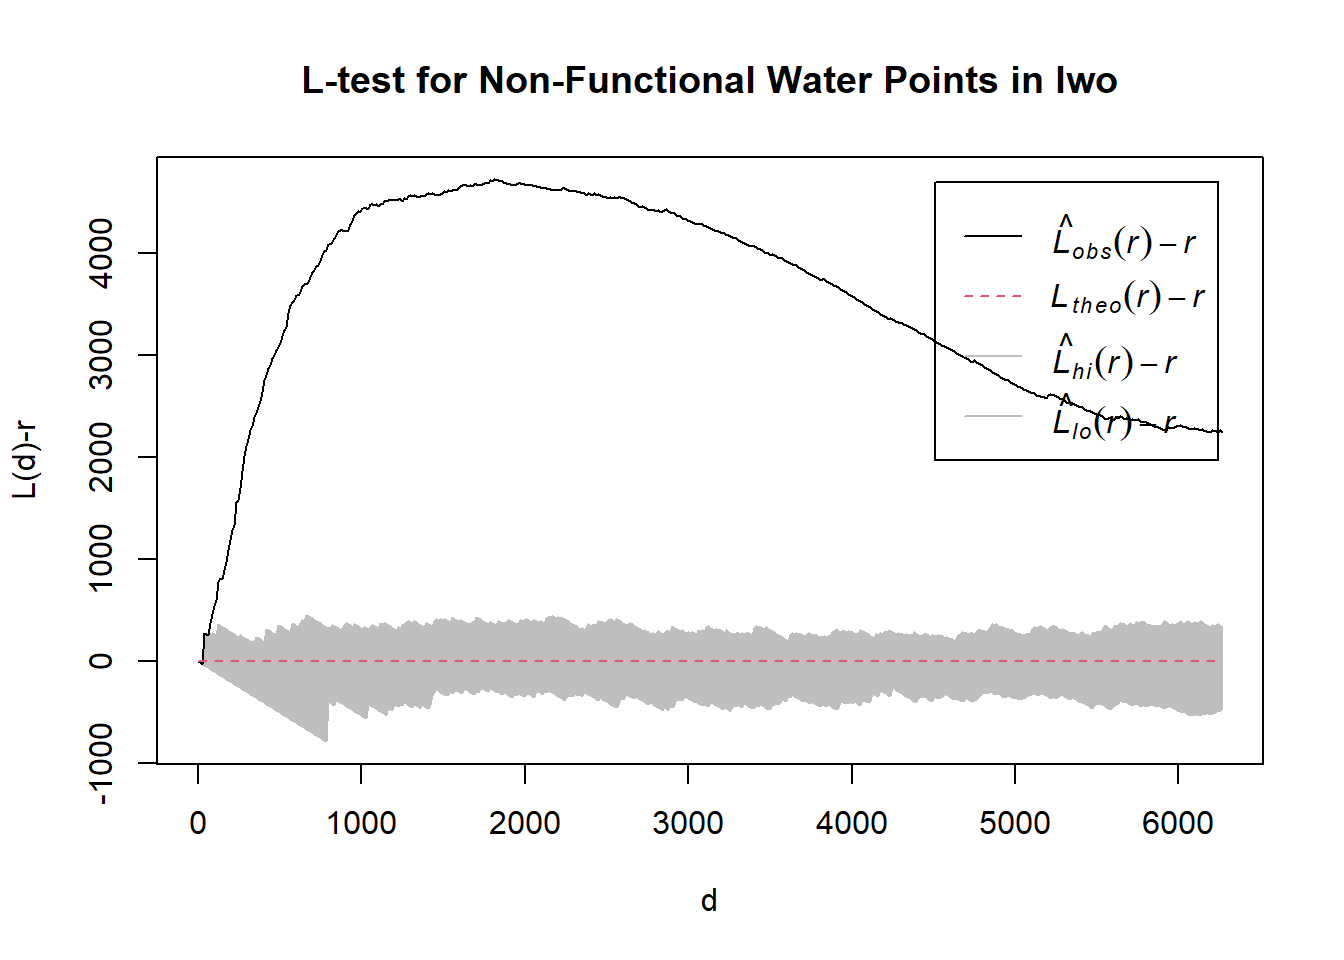 L-test for Non-Functional Water Points in Iwo
L̂obs(r) − r
Ltheo(r) − r
L̂hi(r) − r
L̂lo(r) − r
L(d)-r
4000
3000
2000
1000
0
-1000
0 1000 2000 3000 4000 5000 6000
d